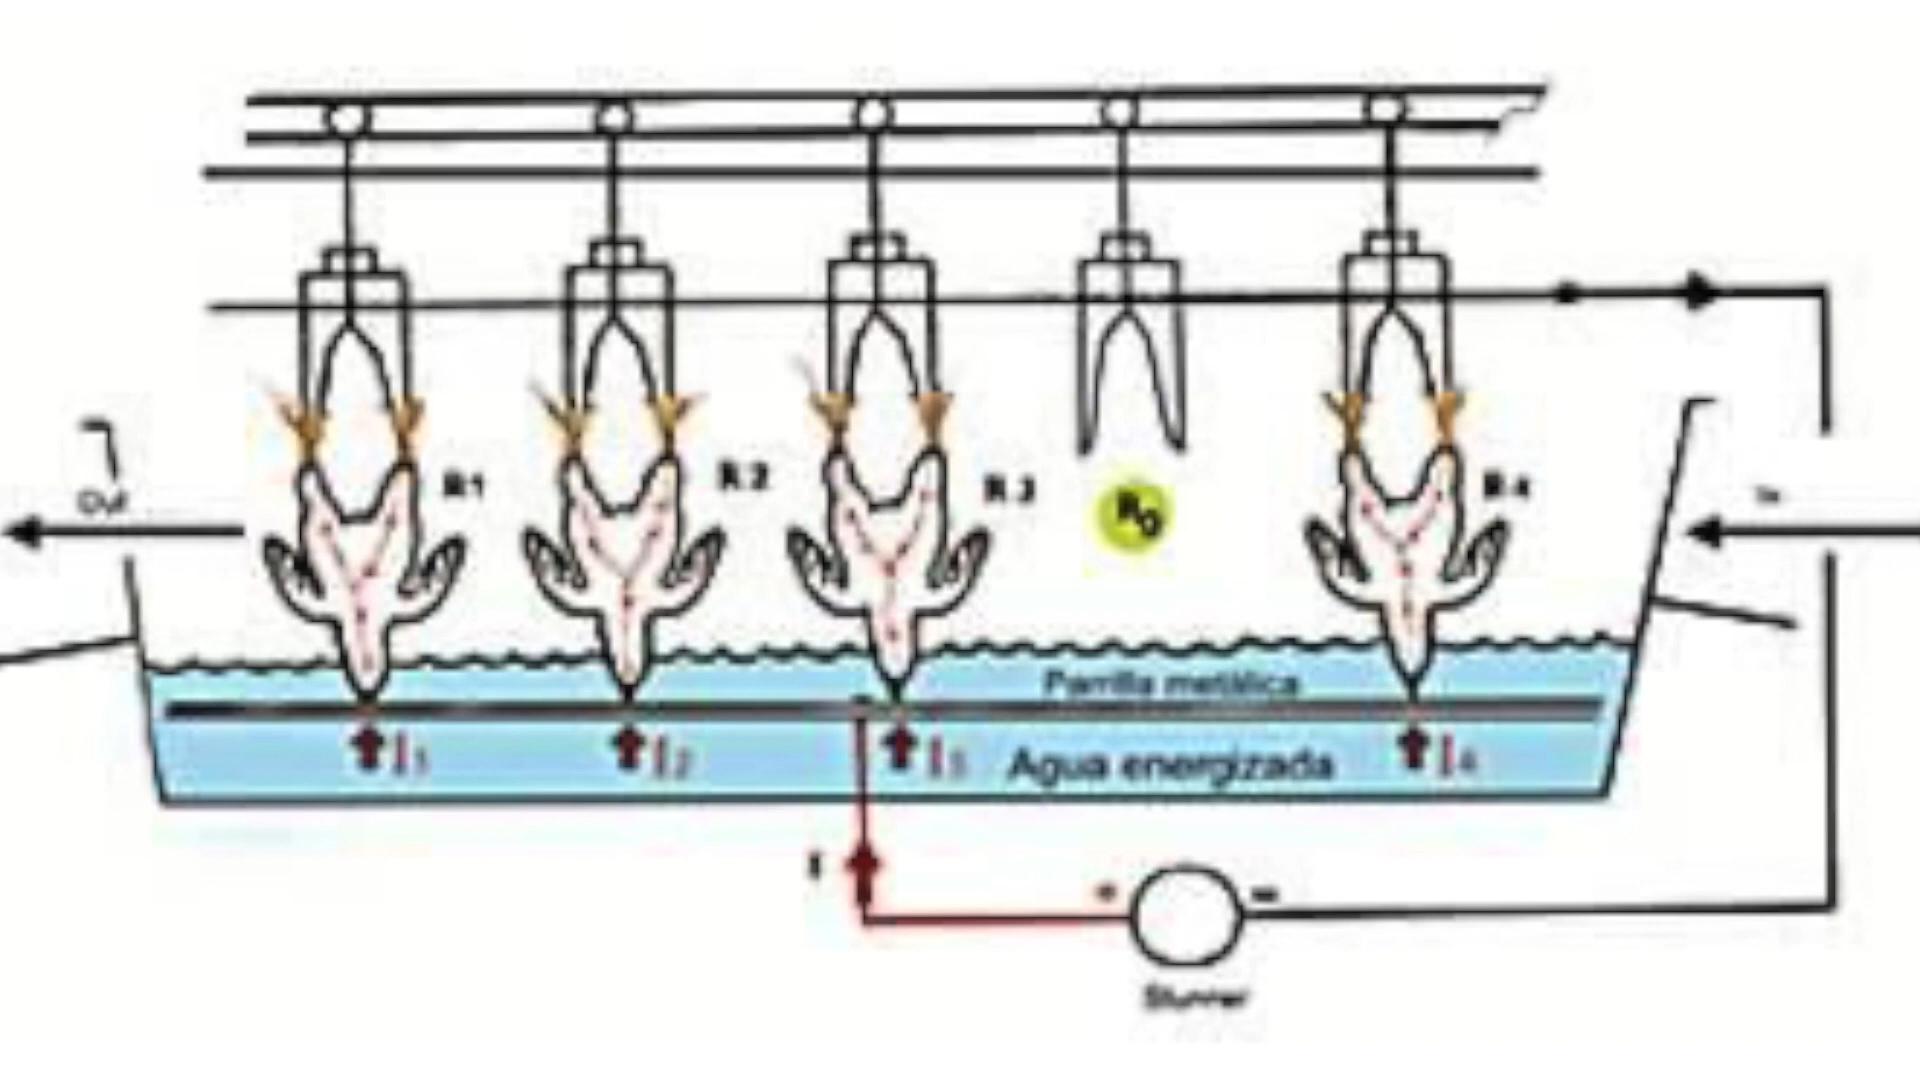 Out
R1
R2
R3
R0
R4
In
Parrilla metálica
I1
I2
I3
Agua energizada
I4
I
+
-
Stunner